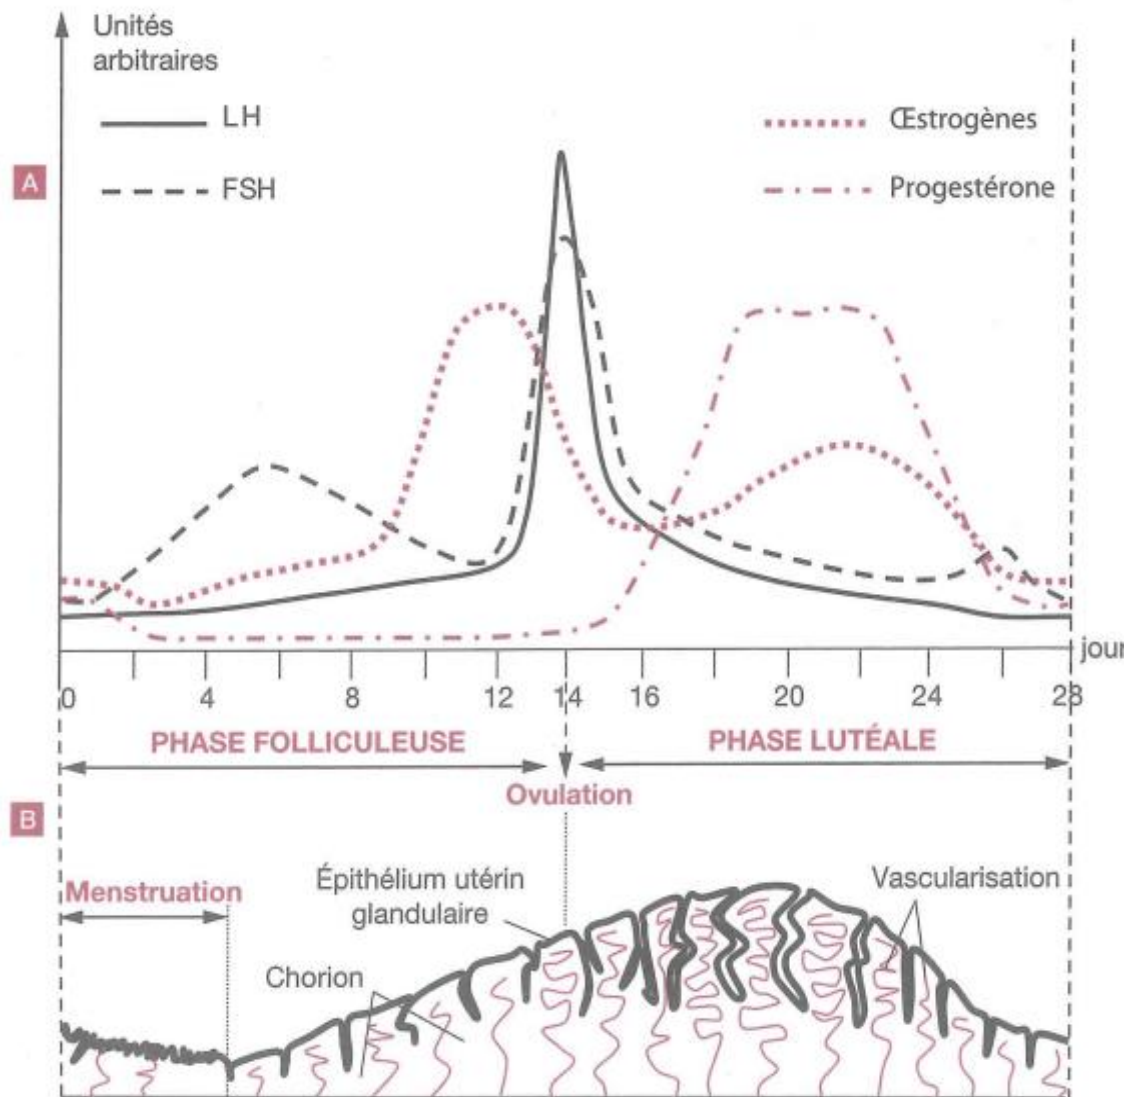 Unités
arbitraires
LH
FSH
Œstrogènes
Progestérone
A
jour
0 4 8 12 14 16 20 24 28
PHASE FOLLICULEUSE
PHASE LUTÉALE
Ovulation
B
Menstruation
Épithélium utérin
glandulaire
Vascularisation
Chorion